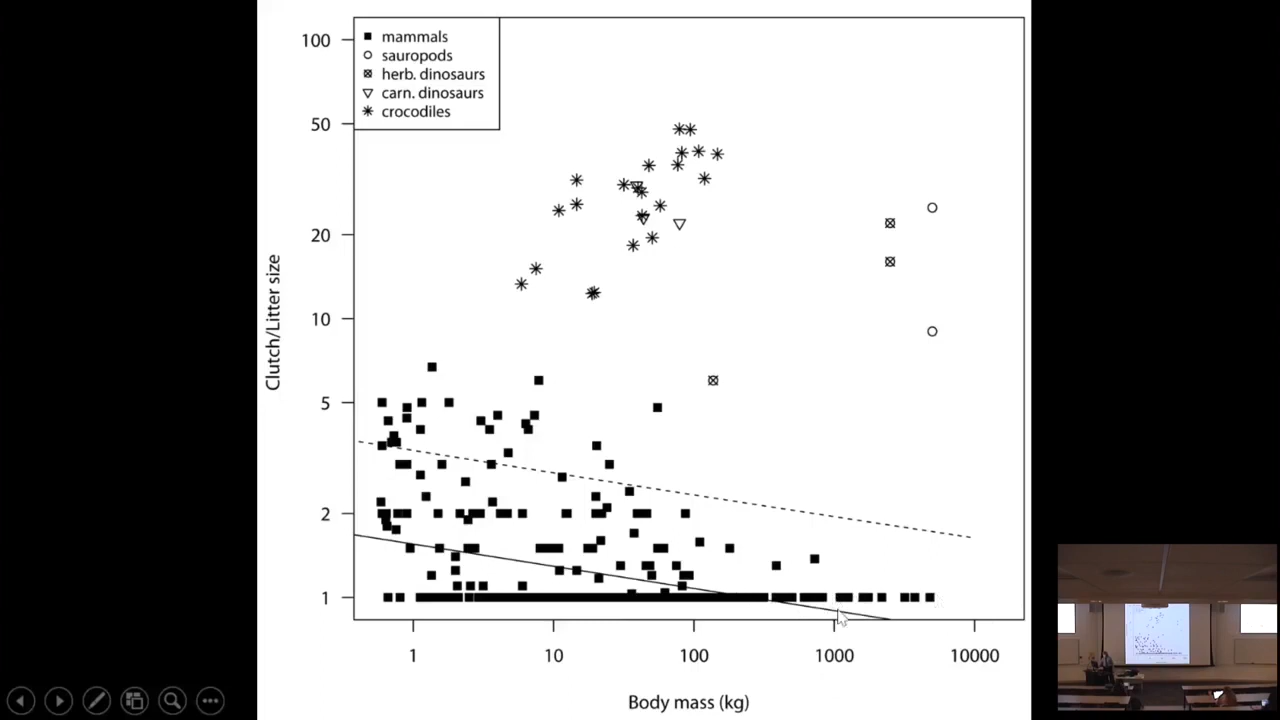 mammals
sauropods
herb. dinosaurs
carn. dinosaurs
crocodiles
100
50
20
10
5
2
1
Clutch/Litter size
1 10 100 1000 10000
Body mass (kg)